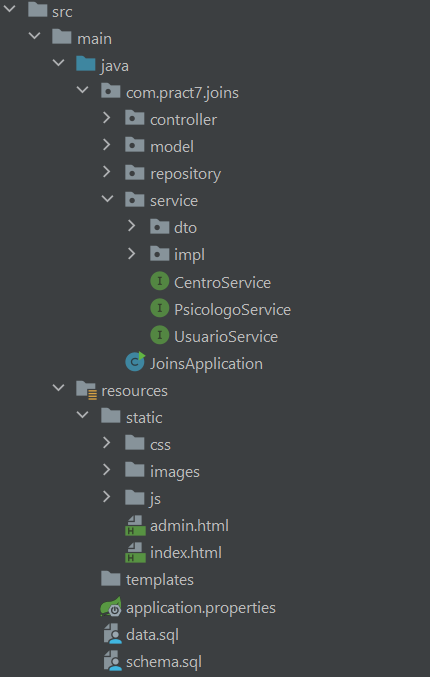 src
main
java
com.pract7.joins
controller
model
repository
service
dto
impl
CentroService
PsicologoService
UsuarioService
JoinsApplication
resources
static
css
images
js
admin.html
index.html
templates
application.properties
data.sql
schema.sql